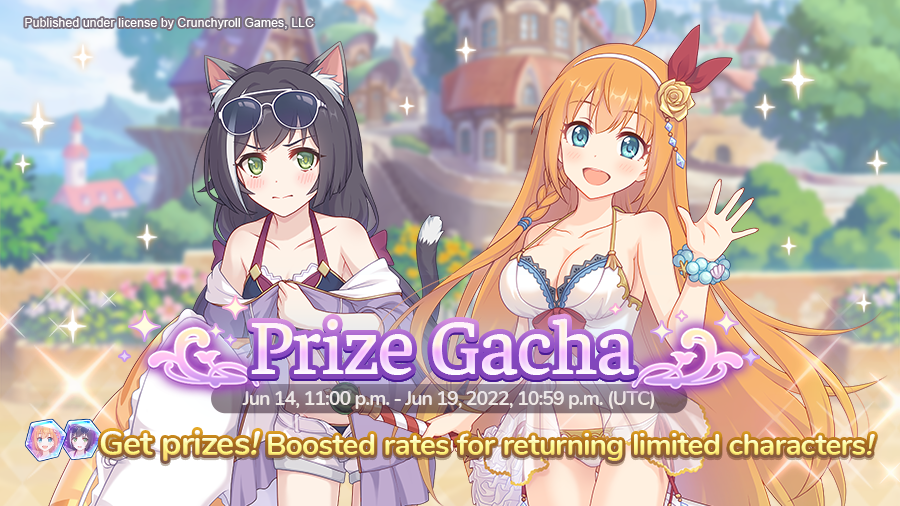 Published under license by Crunchyroll Games, LLC
Prize Gacha
Jun 14, 11:00 p.m. - Jun 19, 2022, 10:59 p.m. (UTC)
Get prizes! Boosted rates for returning limited characters!